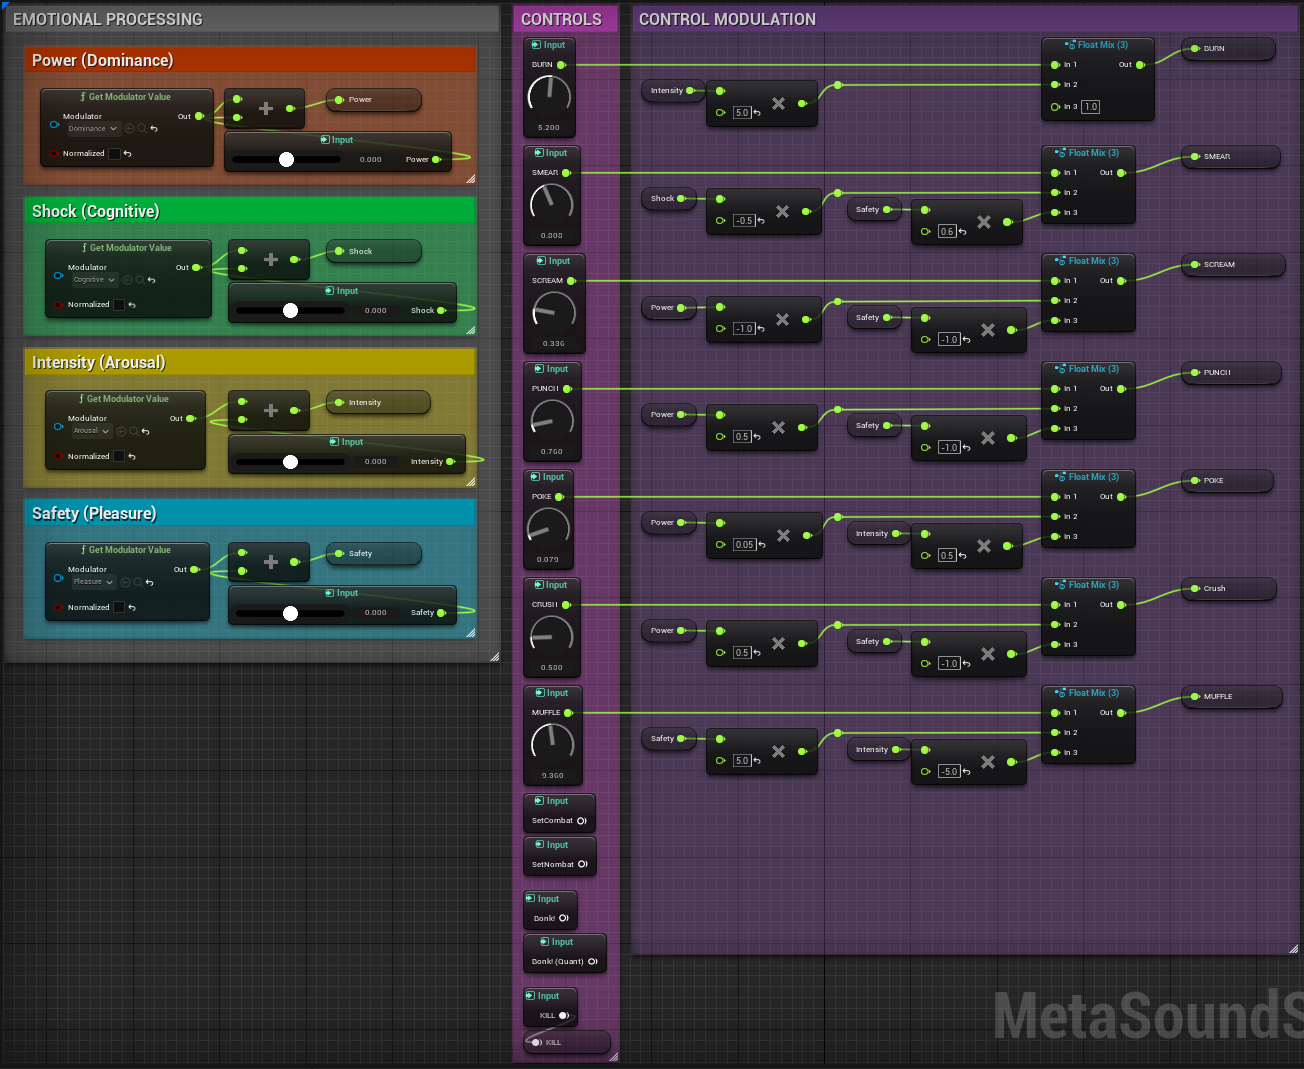 EMOTIONAL PROCESSING
Power (Dominance)
Get Modulator Value
Modulator
Dominance
Out
Normalized
Power
Input
0.000
Power
Shock (Cognitive)
Get Modulator Value
Modulator
Cognitive
Out
Normalized
Shock
Input
0.000
Shock
Intensity (Arousal)
Get Modulator Value
Modulator
Arousal
Out
Normalized
Intensity
Input
0.000
Intensity
Safety (Pleasure)
Get Modulator Value
Modulator
Pleasure
Out
Normalized
Safety
Input
0.000
Safety
CONTROLS
Input
BURN
5.200
Input
SMEAR
0.808
Input
SCREAM
0.336
Input
PUNCH
0.760
Input
POKE
0.079
Input
CRUSH
0.580
Input
MUFFLE
9.360
Input
SetCombat
Input
SetNombat
Input
Bonk!
Input
Bonk! (Quant)
Input
KILL
KILL
CONTROL MODULATION
Intensity
5.0
Float Mix (3)
In 1
Out
In 2
In 3 1.0
BURN
Shock
-0.5
Safety
0.6
Float Mix (3)
In 1
Out
In 2
In 3
SMEAR
Power
-1.0
Safety
-1.0
Float Mix (3)
In 1
Out
In 2
In 3
SCREAM
Power
0.5
Safety
-1.0
Float Mix (3)
In 1
Out
In 2
In 3
PUNCH
Power
0.05
Intensity
0.5
Float Mix (3)
In 1
Out
In 2
In 3
POKE
Power
0.5
Safety
-1.0
Float Mix (3)
In 1
Out
In 2
In 3
Crush
Safety
5.0
Intensity
-5.0
Float Mix (3)
In 1
Out
In 2
In 3
MUFFLE
MetaSoundS